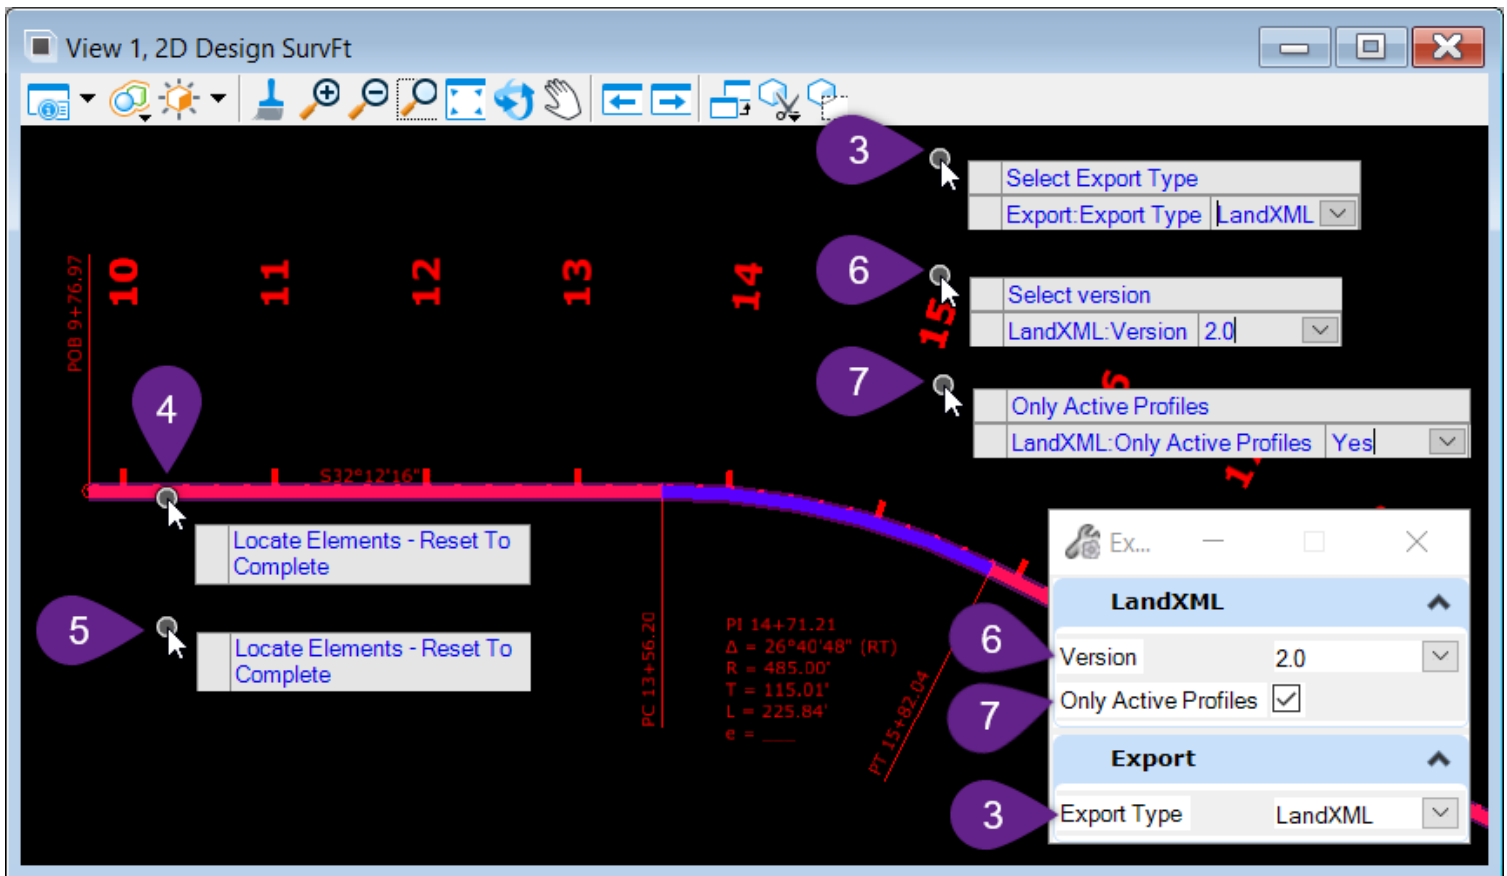 View 1, 2D Design SurvFt
3
Select Export Type
Export:Export Type LandXML
6
Select version
LandXML:Version 2.0
7
Only Active Profiles
LandXML:Only Active Profiles Yes
POB 9+76.97
10
11
12
13
14
15
4
S32°12'16"
Locate Elements - Reset To
Complete
5
Locate Elements - Reset To
Complete
PC 13+56.20
PI 14+71.21
Δ = 26°40'48" (RT)
R = 485.00'
T = 115.01'
L = 225.84'
e = ___
PT 15+82.04
Ex...
LandXML
6
Version 2.0
7
Only Active Profiles
Export
3
Export Type LandXML